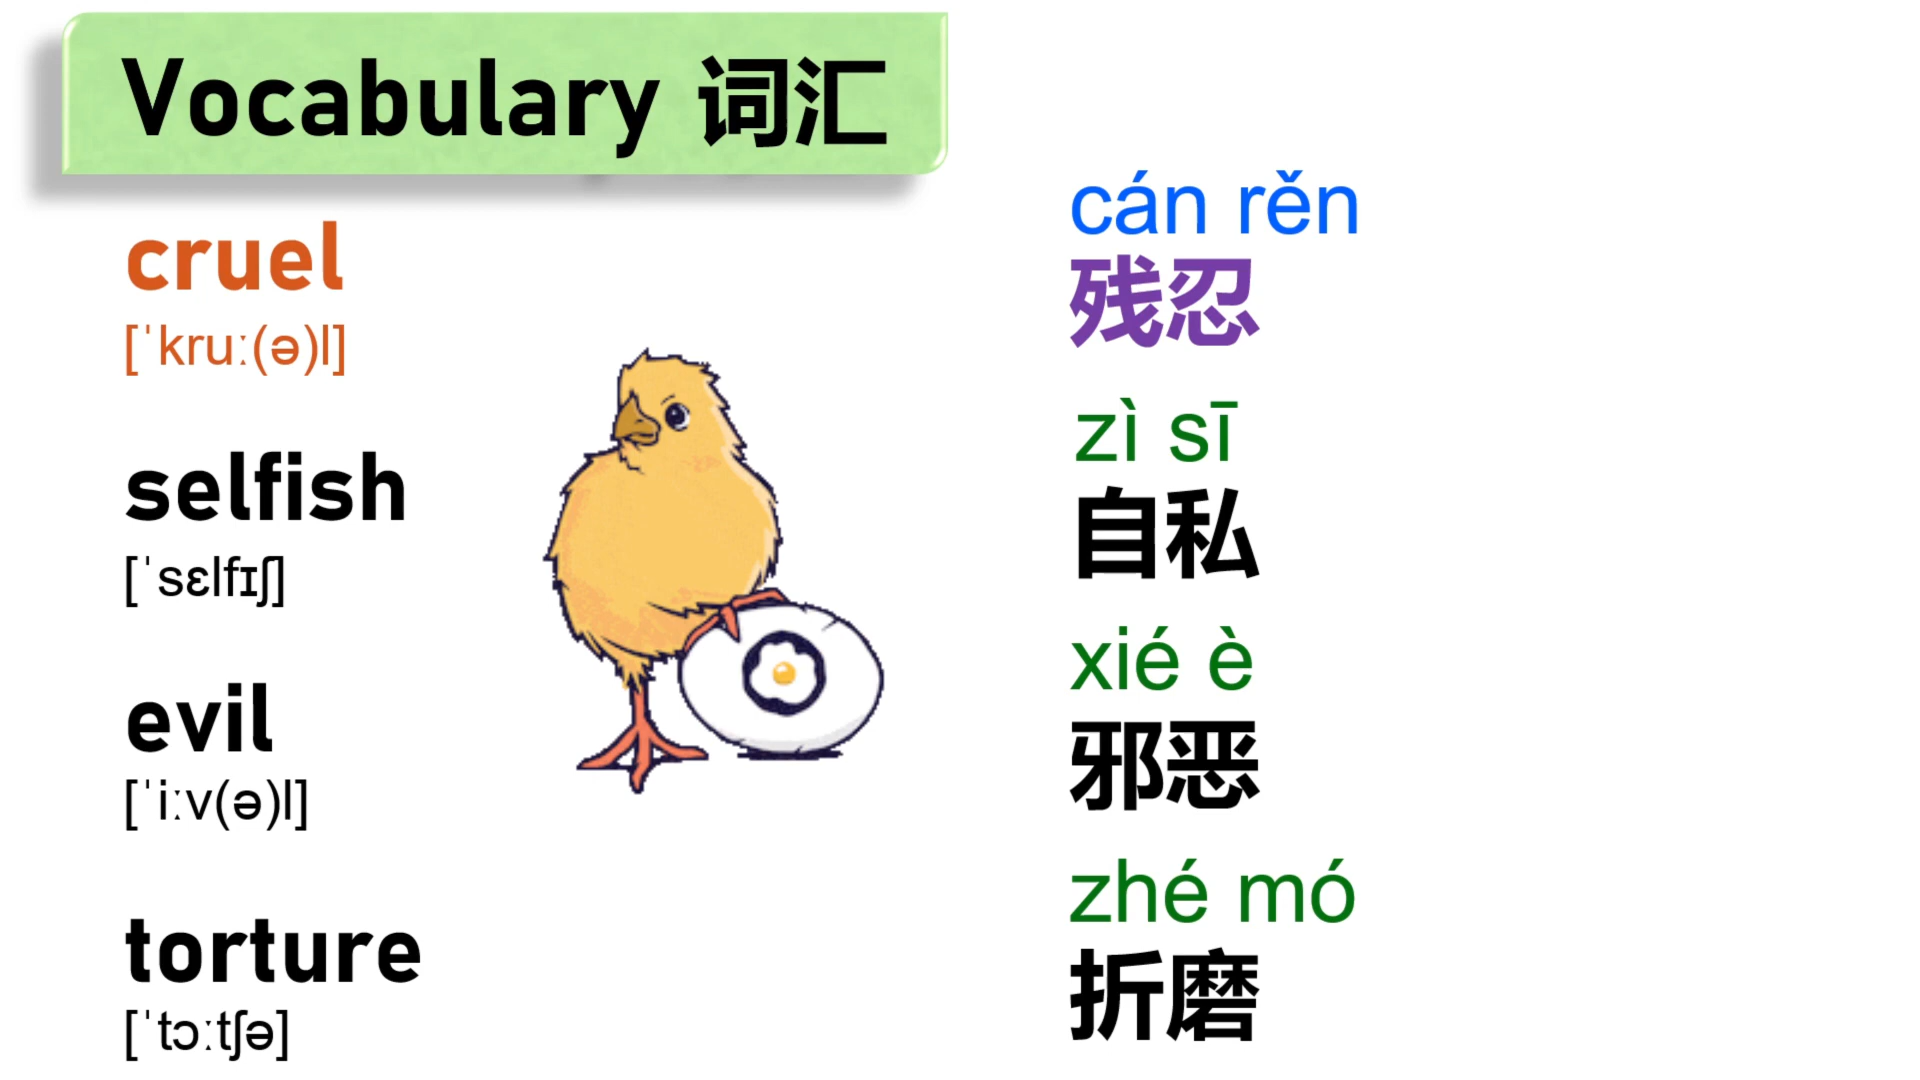 Vocabulary 词汇
cruel
[ˈkruː(ə)l]
selfish
[ˈsɛlfɪʃ]
evil
[ˈiːv(ə)l]
torture
[ˈtɔːtʃə]
cán rěn
残忍
zì sī
自私
xié è
邪恶
zhé mó
折磨